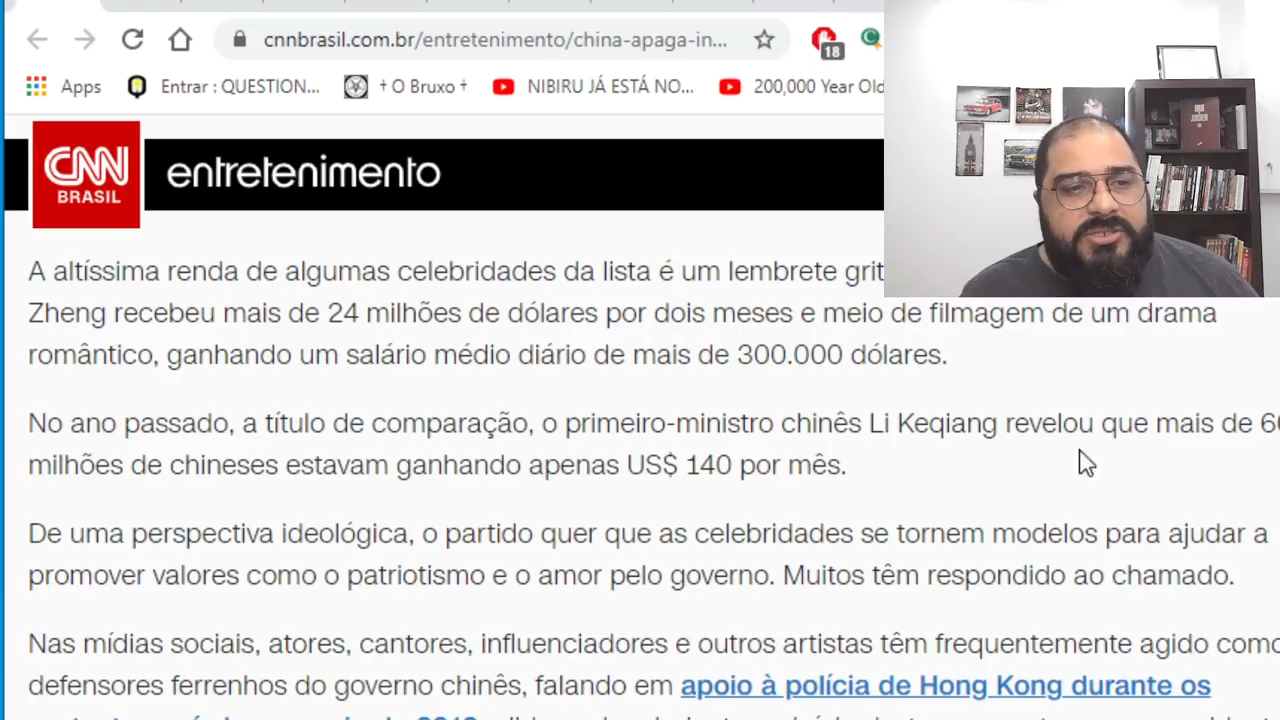 cnnbrasil.com.br/entretenimento/china-apaga-in...
18
Apps
Entrar : QUESTION...
† O Bruxo †
NIBIRU JÁ ESTÁ NO...
200,000 Year Old
CNN
BRASIL
entretenimento
A altíssima renda de algumas celebridades da lista é um lembrete
Zheng recebeu mais de 24 milhões de dólares por dois meses e meio de filmagem de um drama
romântico, ganhando um salário médio diário de mais de 300.000 dólares.
No ano passado, a título de comparação, o primeiro-ministro chinês Li Keqiang revelou que mais de
milhões de chineses estavam ganhando apenas US$ 140 por mês.
De uma perspectiva ideológica, o partido quer que as celebridades se tornem modelos para ajudar a
promover valores como o patriotismo e o amor pelo governo. Muitos têm respondido ao chamado.
Nas mídias sociais, atores, cantores, influenciadores e outros artistas têm frequentemente agido como
defensores ferrenhos do governo chinês, falando em apoio à polícia de Hong Kong durante os